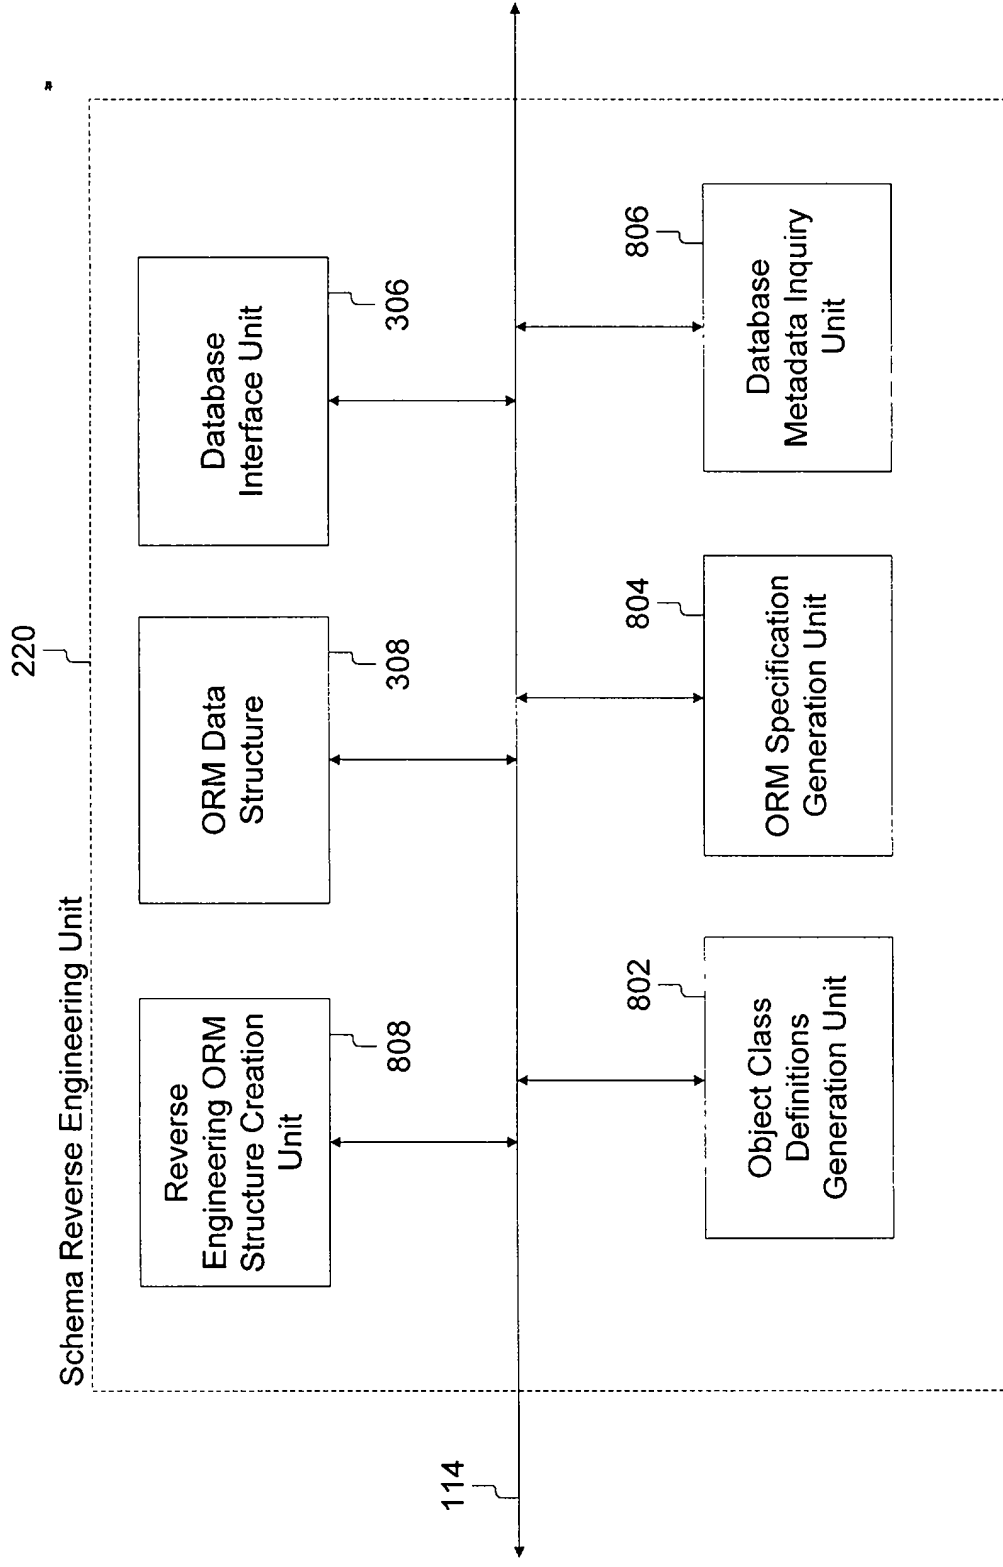 220
Schema Reverse Engineering Unit
Reverse
Engineering ORM
Structure Creation
Unit
808
ORM Data
Structure
308
Database
Interface Unit
306
114
802
Object Class
Definitions
Generation Unit
804
ORM Specification
Generation Unit
806
Database
Metadata Inquiry
Unit